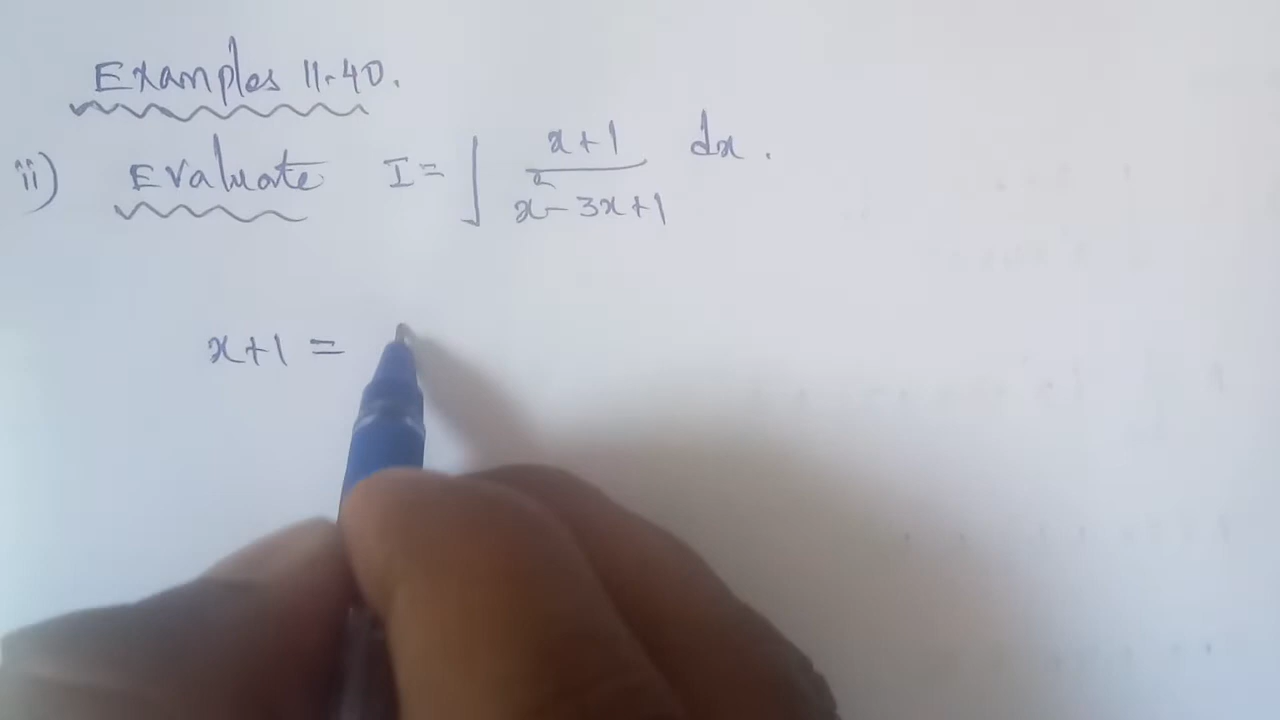 Examples 11.40.
ii) Evaluate I = ∫ x+1 / x² - 3x + 1 dx.
x+1 =